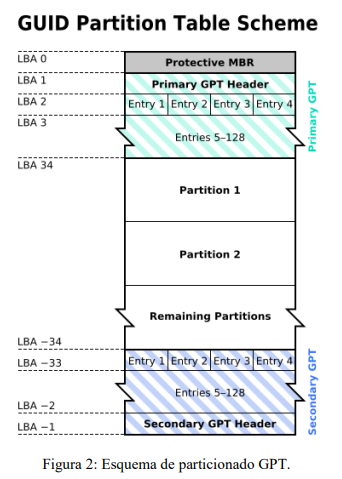 GUID Partition Table Scheme
LBA 0
Protective MBR
LBA 1
Primary GPT Header
LBA 2
Entry 1 Entry 2 Entry 3 Entry 4
LBA 3
Entries 5–128
Primary GPT
LBA 34
Partition 1
Partition 2
Remaining Partitions
LBA −34
LBA −33
Entry 1 Entry 2 Entry 3 Entry 4
Entries 5–128
LBA −2
LBA −1
Secondary GPT Header
Secondary GPT
Figura 2: Esquema de particionado GPT.